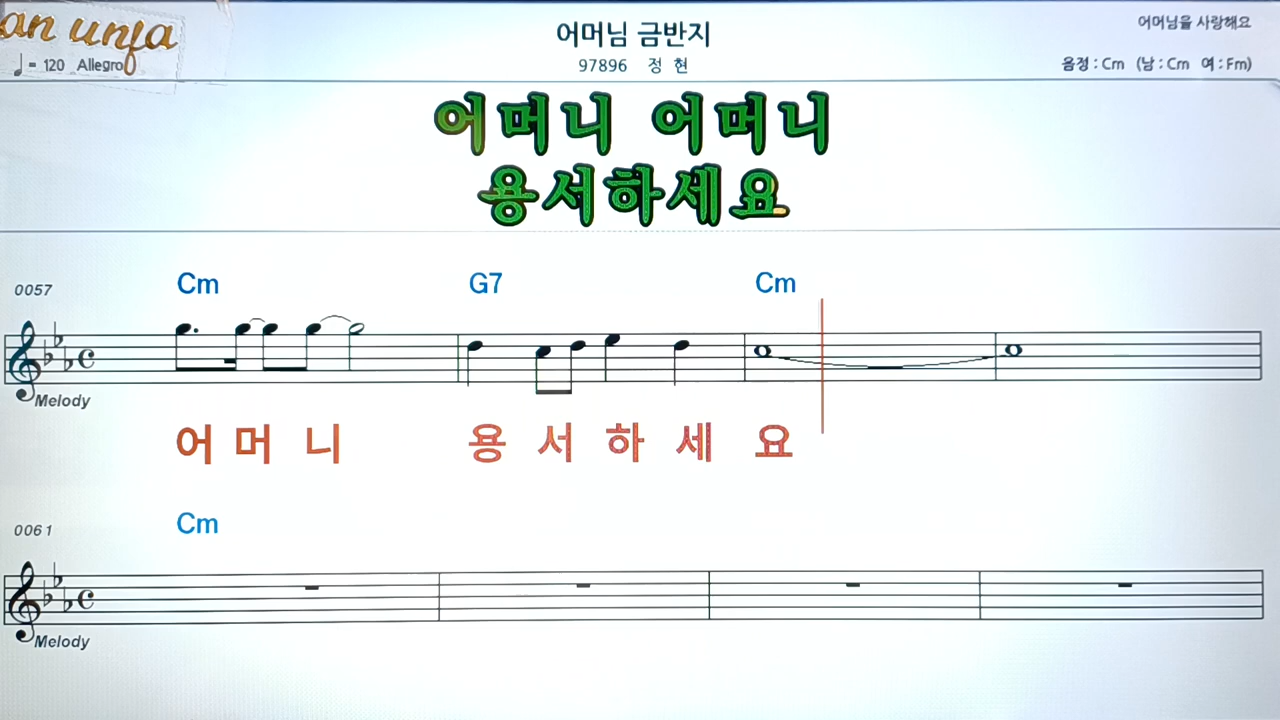 an unfa
어머님 금반지
어머님을 사랑해요
♩ = 120 Allegro
97896 정 현
음정 : Cm (남 : Cm 여 : Fm)
어머니 어머니
용서하세요
0057 Cm G7 Cm
Melody
어 머 니 용 서 하 세 요
0061 Cm
Melody